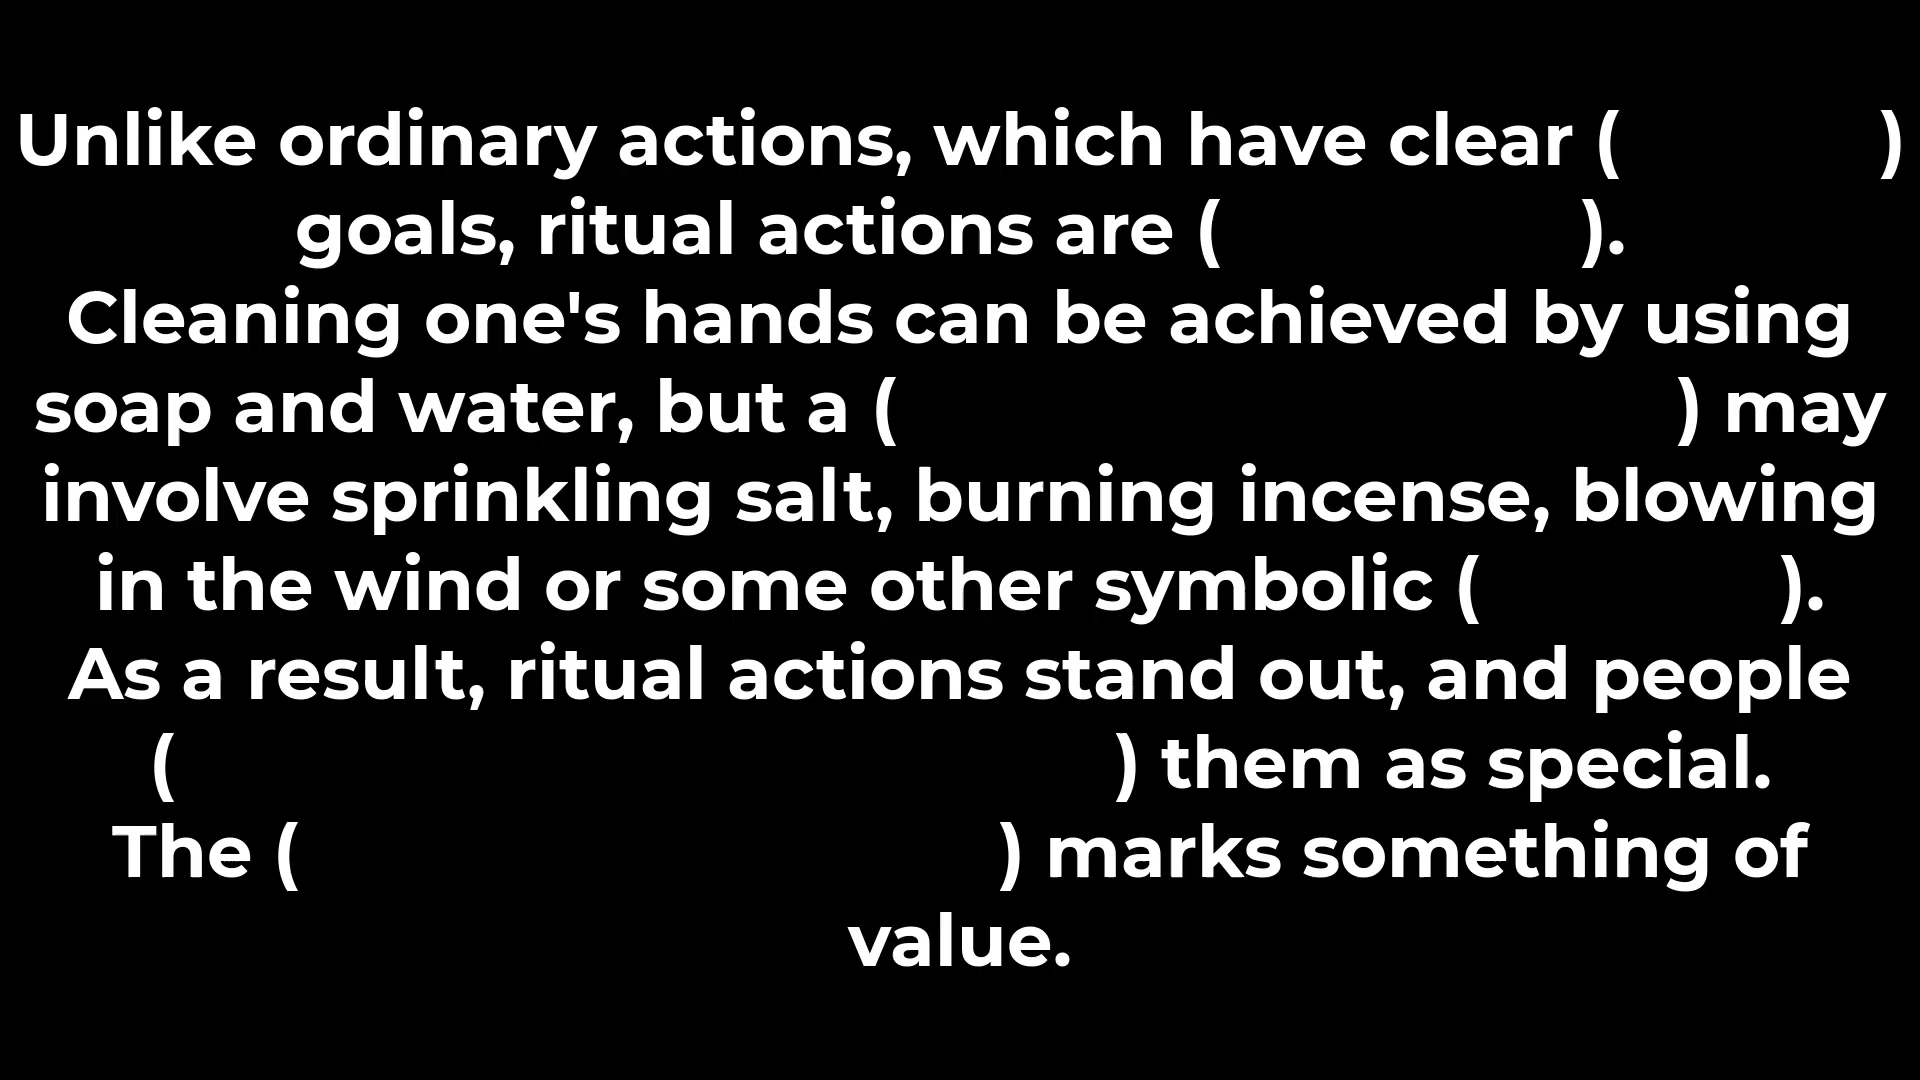 Unlike ordinary actions, which have clear (          )
goals, ritual actions are (          ).
Cleaning one's hands can be achieved by using
soap and water, but a (          ) may
involve sprinkling salt, burning incense, blowing
in the wind or some other symbolic (          ).
As a result, ritual actions stand out, and people
(          ) them as special.
The (          ) marks something of
value.